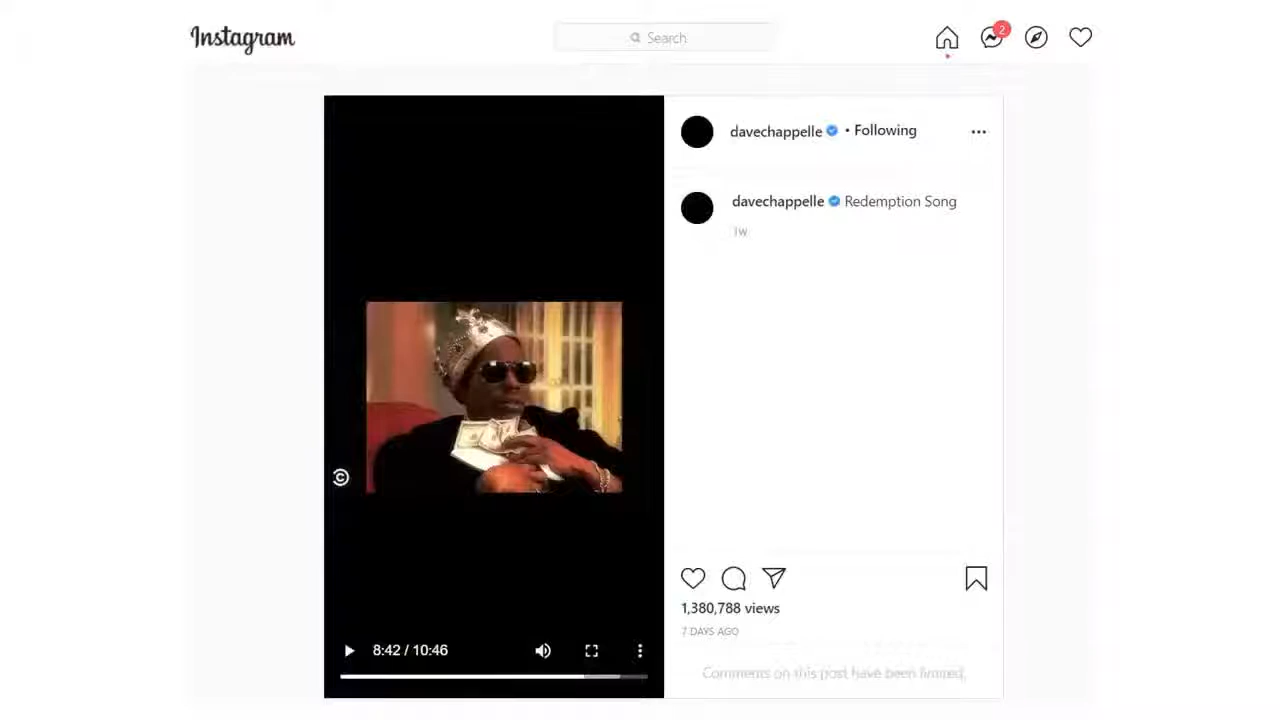 Instagram
Search
2
davechappelle • Following
davechappelle Redemption Song
1w
8:42 / 10:46
1,380,788 views
7 DAYS AGO
Comments on this post have been limited.